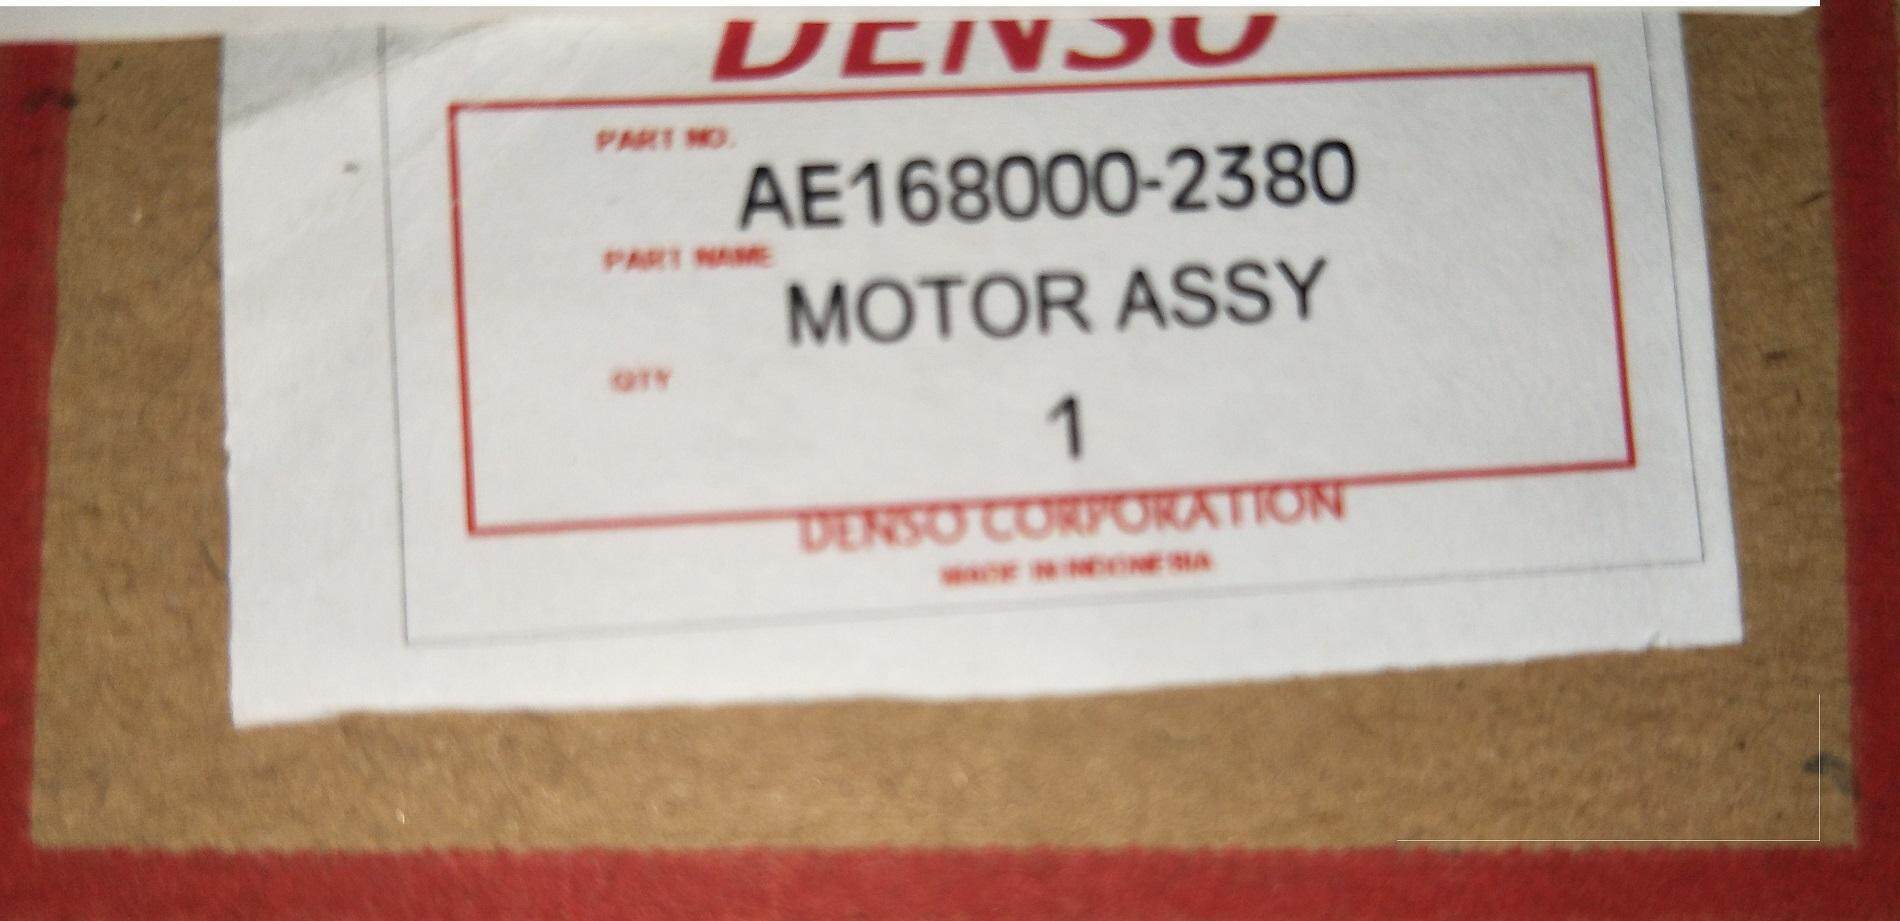 DENSO
PART NO.
AE168000-2380
PART NAME
MOTOR ASSY
QTY
1
DENSO CORPORATION
MADE IN INDONESIA